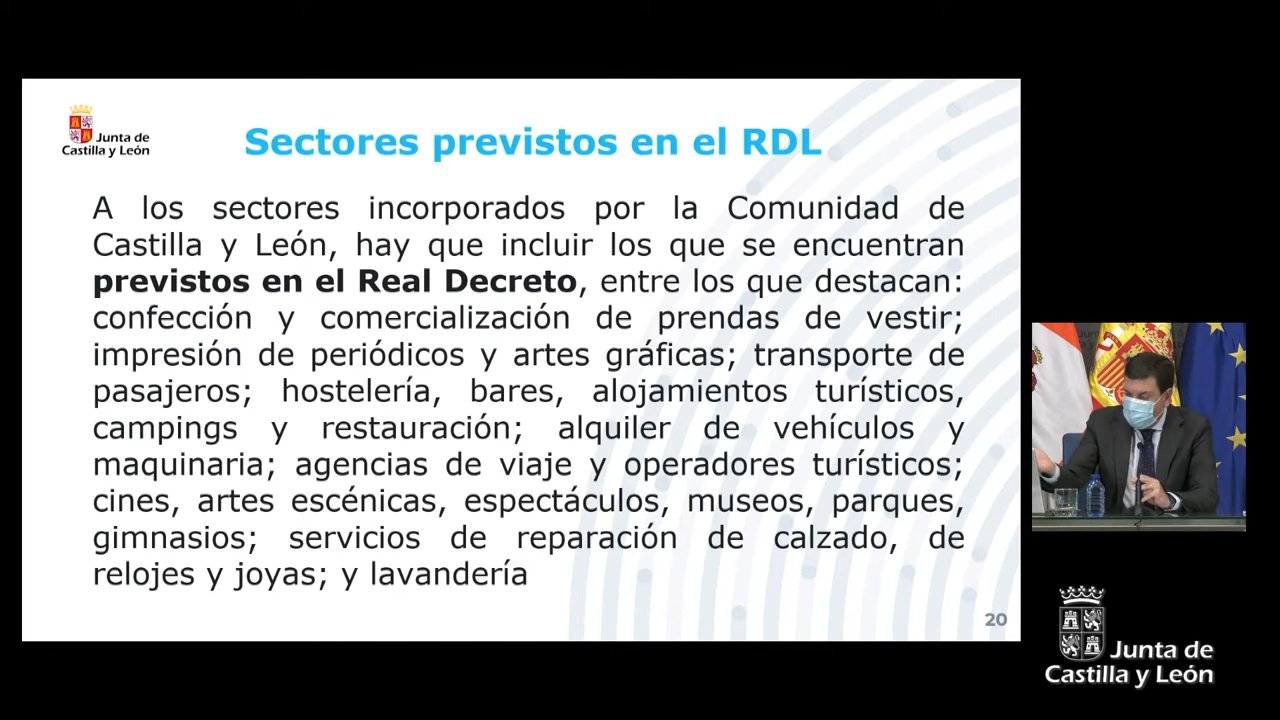 Junta de
Castilla y León
Sectores previstos en el RDL
A los sectores incorporados por la Comunidad de
Castilla y León, hay que incluir los que se encuentran
previstos en el Real Decreto, entre los que destacan:
confección y comercialización de prendas de vestir;
impresión de periódicos y artes gráficas; transporte de
pasajeros; hostelería, bares, alojamientos turísticos,
campings y restauración; alquiler de vehículos y
maquinaria; agencias de viaje y operadores turísticos;
cines, artes escénicas, espectáculos, museos, parques,
gimnasios; servicios de reparación de calzado, de
relojes y joyas; y lavandería
20
Junta de
Castilla y León